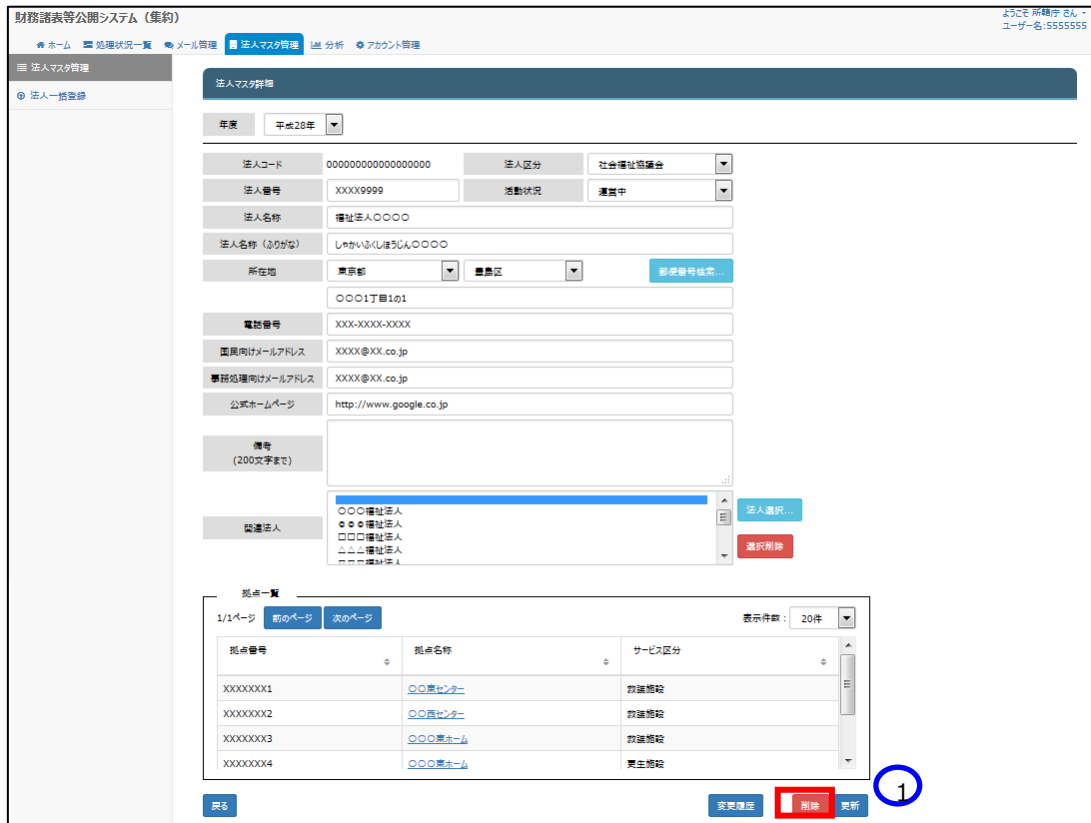 財務諸表等公開システム（集約）
ようこそ 所轄庁 さん -
ユーザー名:5555555
ホーム 処理状況一覧 メール管理 法人マスタ管理 分析 アカウント管理
法人マスタ管理
法人一括登録
法人マスタ詳細
年度 平成28年
法人コード 000000000000000000 法人区分 社会福祉協議会
法人番号 XXXX9999 活動状況 運営中
法人名称 福祉法人〇〇〇〇
法人名称（ふりがな） しゃかいふくしほうじん〇〇〇〇
所在地 東京都 豊島区 郵便番号検索...
〇〇〇1丁目1の1
電話番号 XXX-XXXX-XXXX
国民向けメールアドレス XXXX@XX.co.jp
事務処理向けメールアドレス XXXX@XX.co.jp
公式ホームページ http://www.google.co.jp
備考
(200文字まで)
関連法人
〇〇〇福祉法人
◎◎◎福祉法人
□□□福祉法人
△△△福祉法人
▽▽▽福祉法人
法人選択...
選択削除
拠点一覧
1/1ページ 前のページ 次のページ 表示件数： 20件
拠点番号 拠点名称 サービス区分
XXXXXXX1 〇〇東センター 救護施設
XXXXXXX2 〇〇西センター 救護施設
XXXXXXX3 〇〇〇東ホーム 救護施設
XXXXXXX4 〇〇〇東ホーム 更生施設
戻る 変更履歴 削除 更新
1